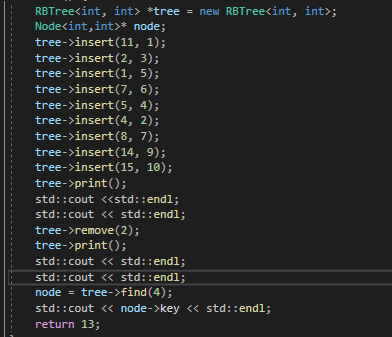 RBTree<int, int> *tree = new RBTree<int, int>;
Node<int,int>* node;
tree->insert(11, 1);
tree->insert(2, 3);
tree->insert(1, 5);
tree->insert(7, 6);
tree->insert(5, 4);
tree->insert(4, 2);
tree->insert(8, 7);
tree->insert(14, 9);
tree->insert(15, 10);
tree->print();
std::cout <<std::endl;
std::cout << std::endl;
tree->remove(2);
tree->print();
std::cout << std::endl;
std::cout << std::endl;
node = tree->find(4);
std::cout << node->key << std::endl;
return 13;